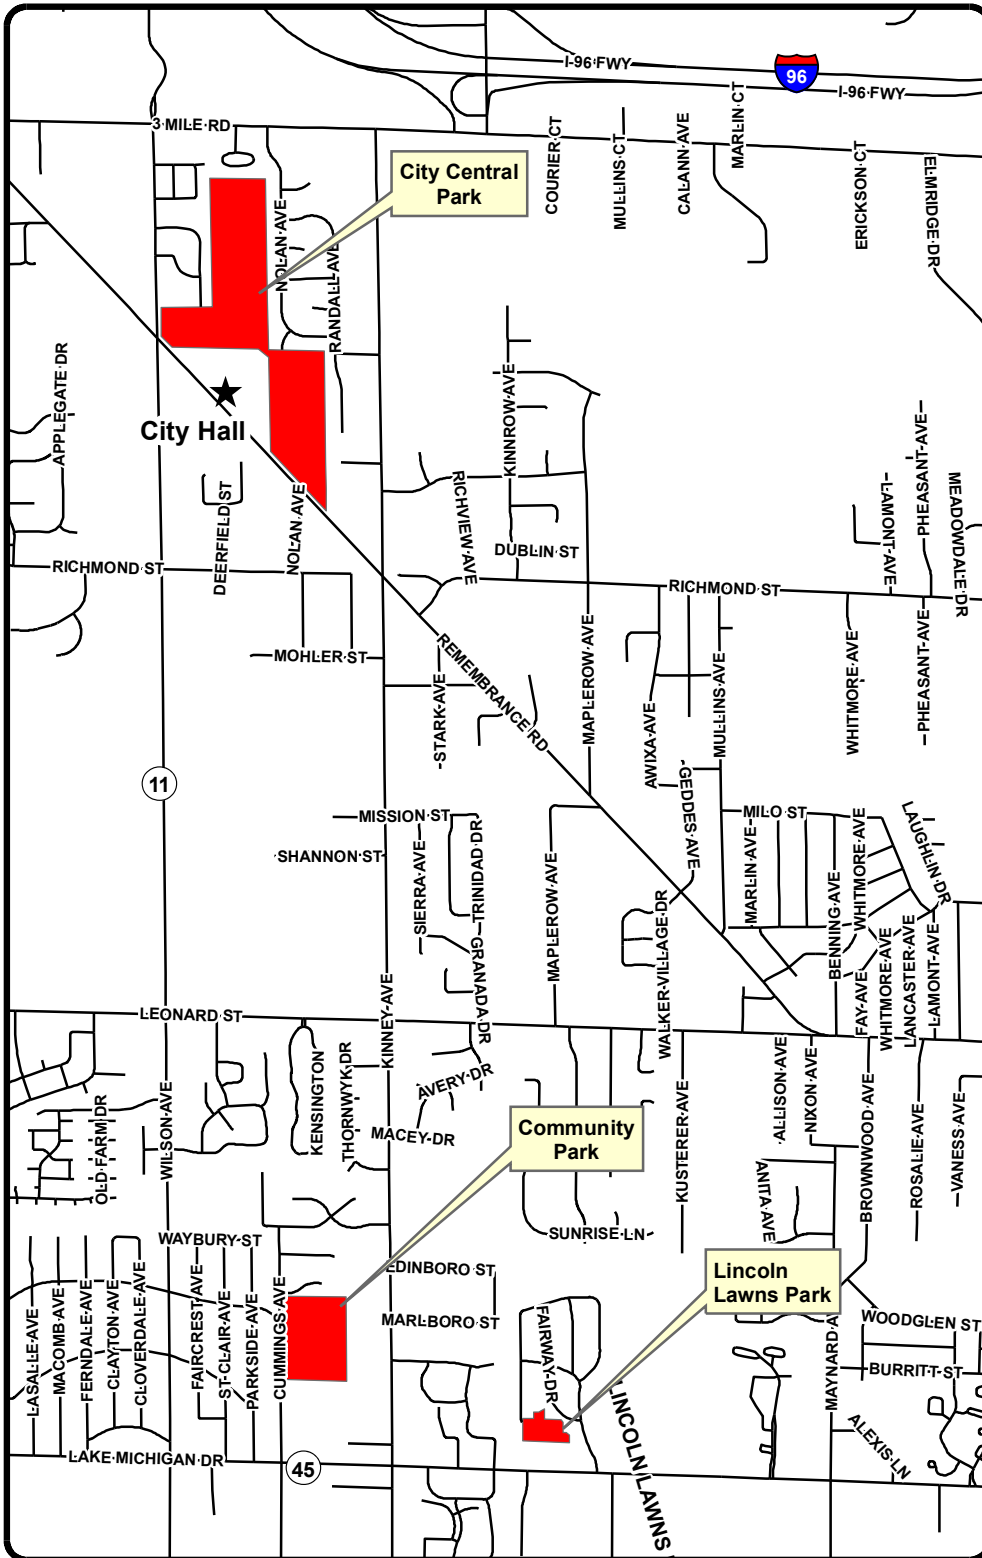 I-96 FWY
96
I-96 FWY
3 MILE RD
COURIER CT
MULLINS CT
CALANN AVE
MARLIN CT
ERICKSON CT
ELMRIDGE DR
City Central
Park
NOLAN AVE
RANDALL AVE
APPLEGATE DR
City Hall
KINNROW AVE
RICHVIEW AVE
DEERFIELD ST
NOLAN AVE
DUBLIN ST
LAMONT AVE
PHEASANT AVE
MEADOWDALE DR
RICHMOND ST
RICHMOND ST
MOHLER ST
STARK AVE
REMEMBRANCE RD
MAPLEROW AVE
AWIXA AVE
MULLINS AVE
WHITMORE AVE
PHEASANT AVE
11
GEDDES AVE
MISSION ST
SHANNON ST
SIERRA AVE
TRINIDAD DR
GRANADA DR
MAPLEROW AVE
WALKER VILLAGE DR
MILO ST
MARLIN AVE
BENNING AVE
WHITMORE AVE
LAUGHLIN DR
FAY AVE
WHITMORE AVE
LANCASTER AVE
LAMONT AVE
KINNEY AVE
LEONARD ST
KENSINGTON
THORNWYK DR
AVERY DR
MACEY DR
OLD FARM DR
WILSON AVE
Community
Park
KUSTERER AVE
ALLISON AVE
NIXON AVE
BROWNWOOD AVE
ROSALIE AVE
VANESS AVE
ANITA AVE
SUNRISE LN
WAYBURY ST
EDINBORO ST
MARLBORO ST
Lincoln
Lawns Park
LASALLE AVE
MACOMB AVE
FERNDALE AVE
CLAYTON AVE
CLOVERDALE AVE
FAIRCREST AVE
ST CLAIR AVE
PARKSIDE AVE
CUMMINGS AVE
FAIRWAY DR
LINCOLN LAWNS
MAYNARD AV
WOODGLEN ST
BURRITT ST
ALEXIS LN
LAKE MICHIGAN DR
45